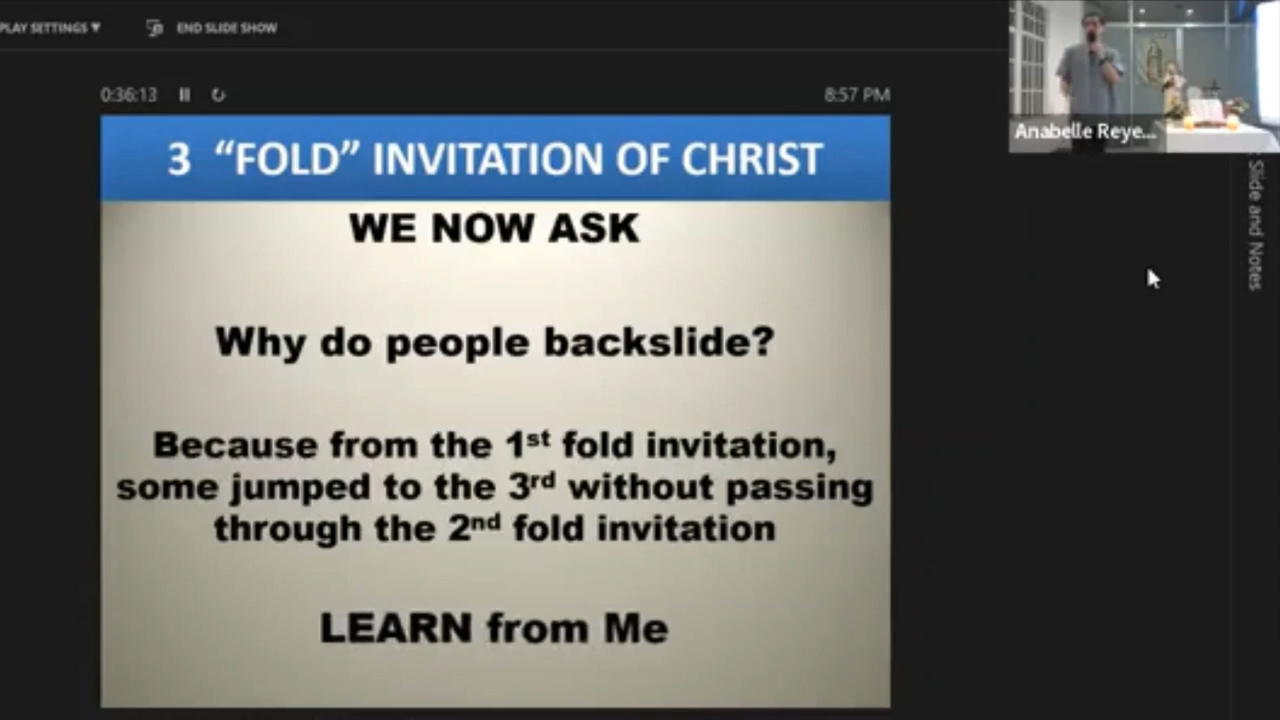 PLAY SETTINGS ▼ END SLIDE SHOW
0:36:13 8:57 PM
Anabelle Reye...
Slide and Notes
3 “FOLD” INVITATION OF CHRIST
WE NOW ASK
Why do people backslide?
Because from the 1st fold invitation,
some jumped to the 3rd without passing
through the 2nd fold invitation
LEARN from Me